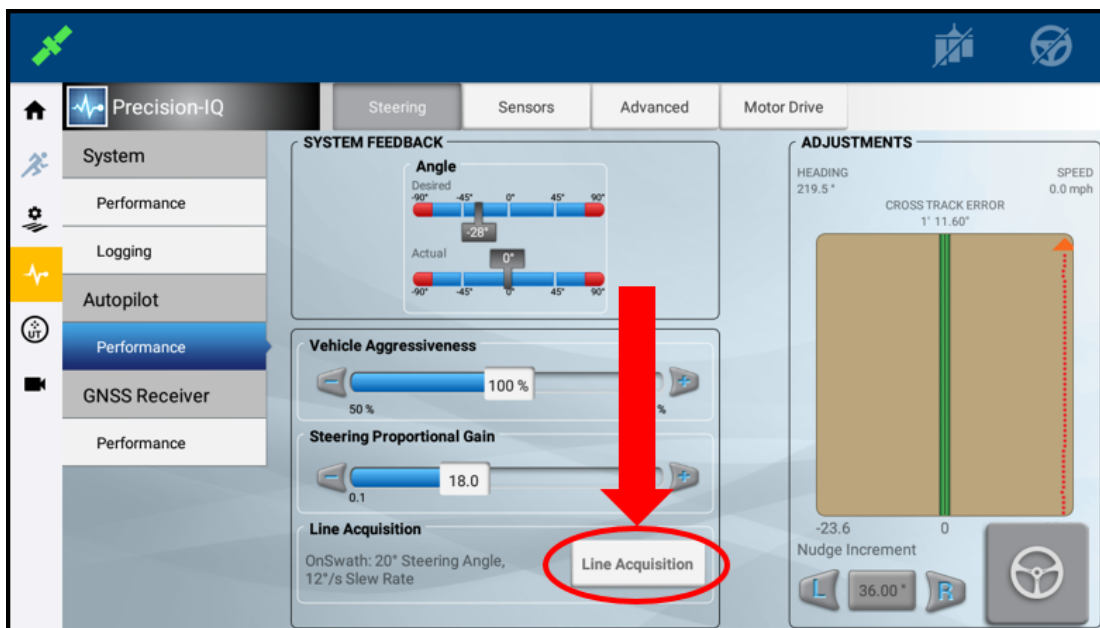 Precision-IQ
Steering
Sensors
Advanced
Motor Drive
System
Performance
Logging
Autopilot
Performance
GNSS Receiver
Performance
UT
SYSTEM FEEDBACK
Angle
Desired
-90° -45° 0° 45° 90°
-28°
Actual
0°
-90° -45° 0° 45° 90°
Vehicle Aggressiveness
100 %
50 %
%
Steering Proportional Gain
18.0
0.1
Line Acquisition
OnSwath: 20° Steering Angle,
12°/s Slew Rate
Line Acquisition
ADJUSTMENTS
HEADING
219.5 °
SPEED
0.0 mph
CROSS TRACK ERROR
1' 11.60"
-23.6
0
Nudge Increment
L
36.00 "
R